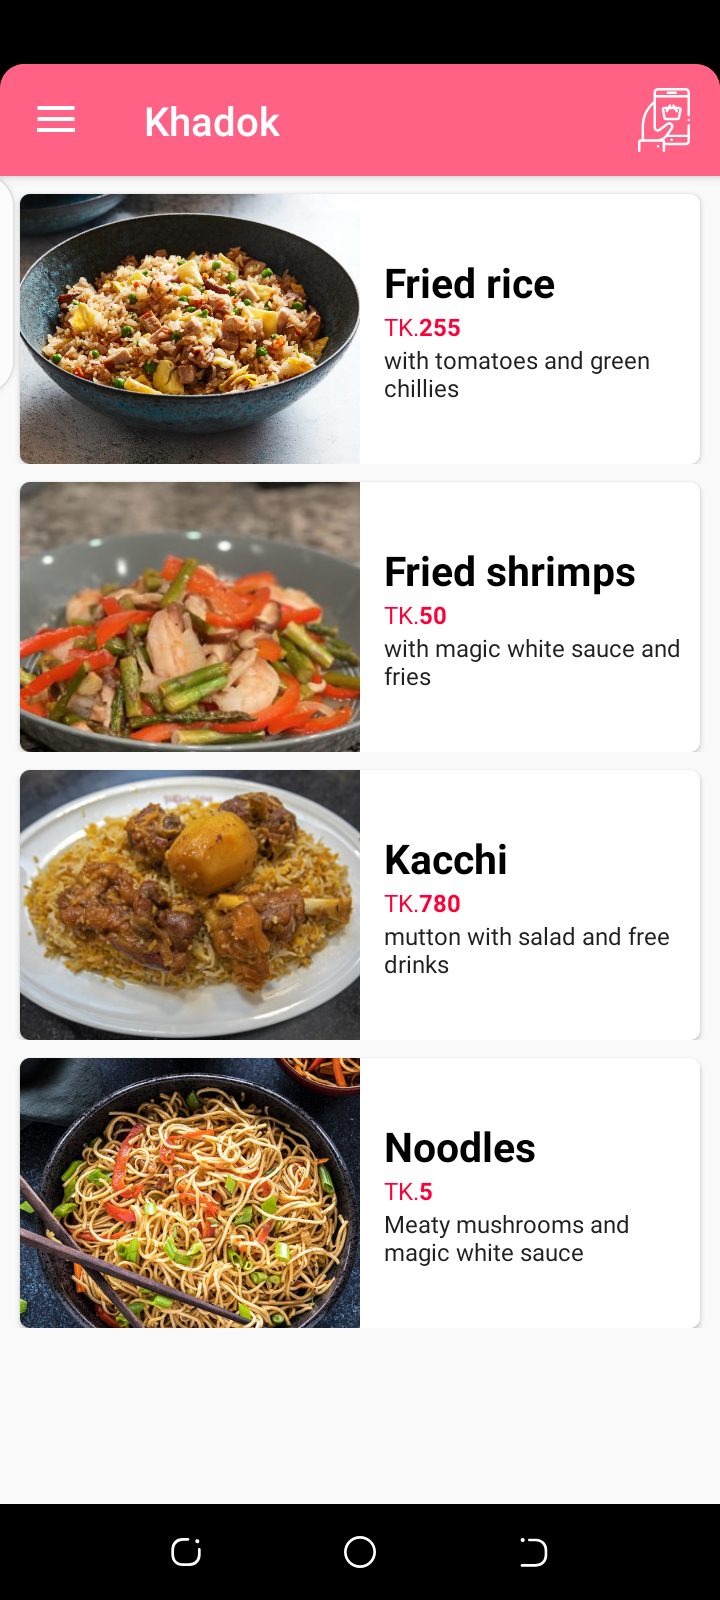 Khadok
Fried rice
TK.255
with tomatoes and green
chillies
Fried shrimps
TK.50
with magic white sauce and
fries
Kacchi
TK.780
mutton with salad and free
drinks
Noodles
TK.5
Meaty mushrooms and
magic white sauce